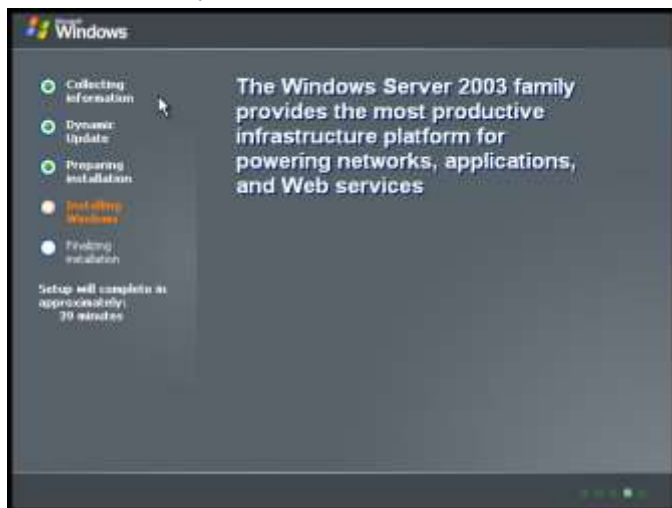 Microsoft
Windows
Collecting
information
Dynamic
Update
Preparing
installation
Installing
Windows
Finalizing
installation
Setup will complete in
approximately:
39 minutes
The Windows Server 2003 family
provides the most productive
infrastructure platform for
powering networks, applications,
and Web services